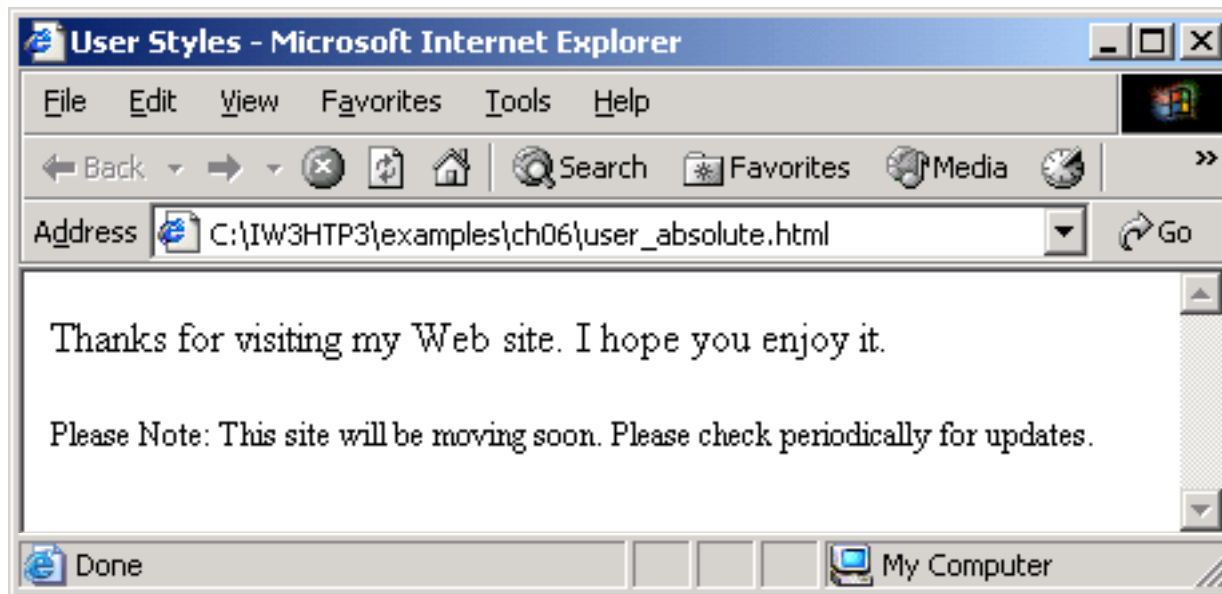 User Styles - Microsoft Internet Explorer
File Edit View Favorites Tools Help
Back Search Favorites Media »
Address C:\IW3HTP3\examples\ch06\user_absolute.html Go
Thanks for visiting my Web site. I hope you enjoy it.
Please Note: This site will be moving soon. Please check periodically for updates.
Done My Computer